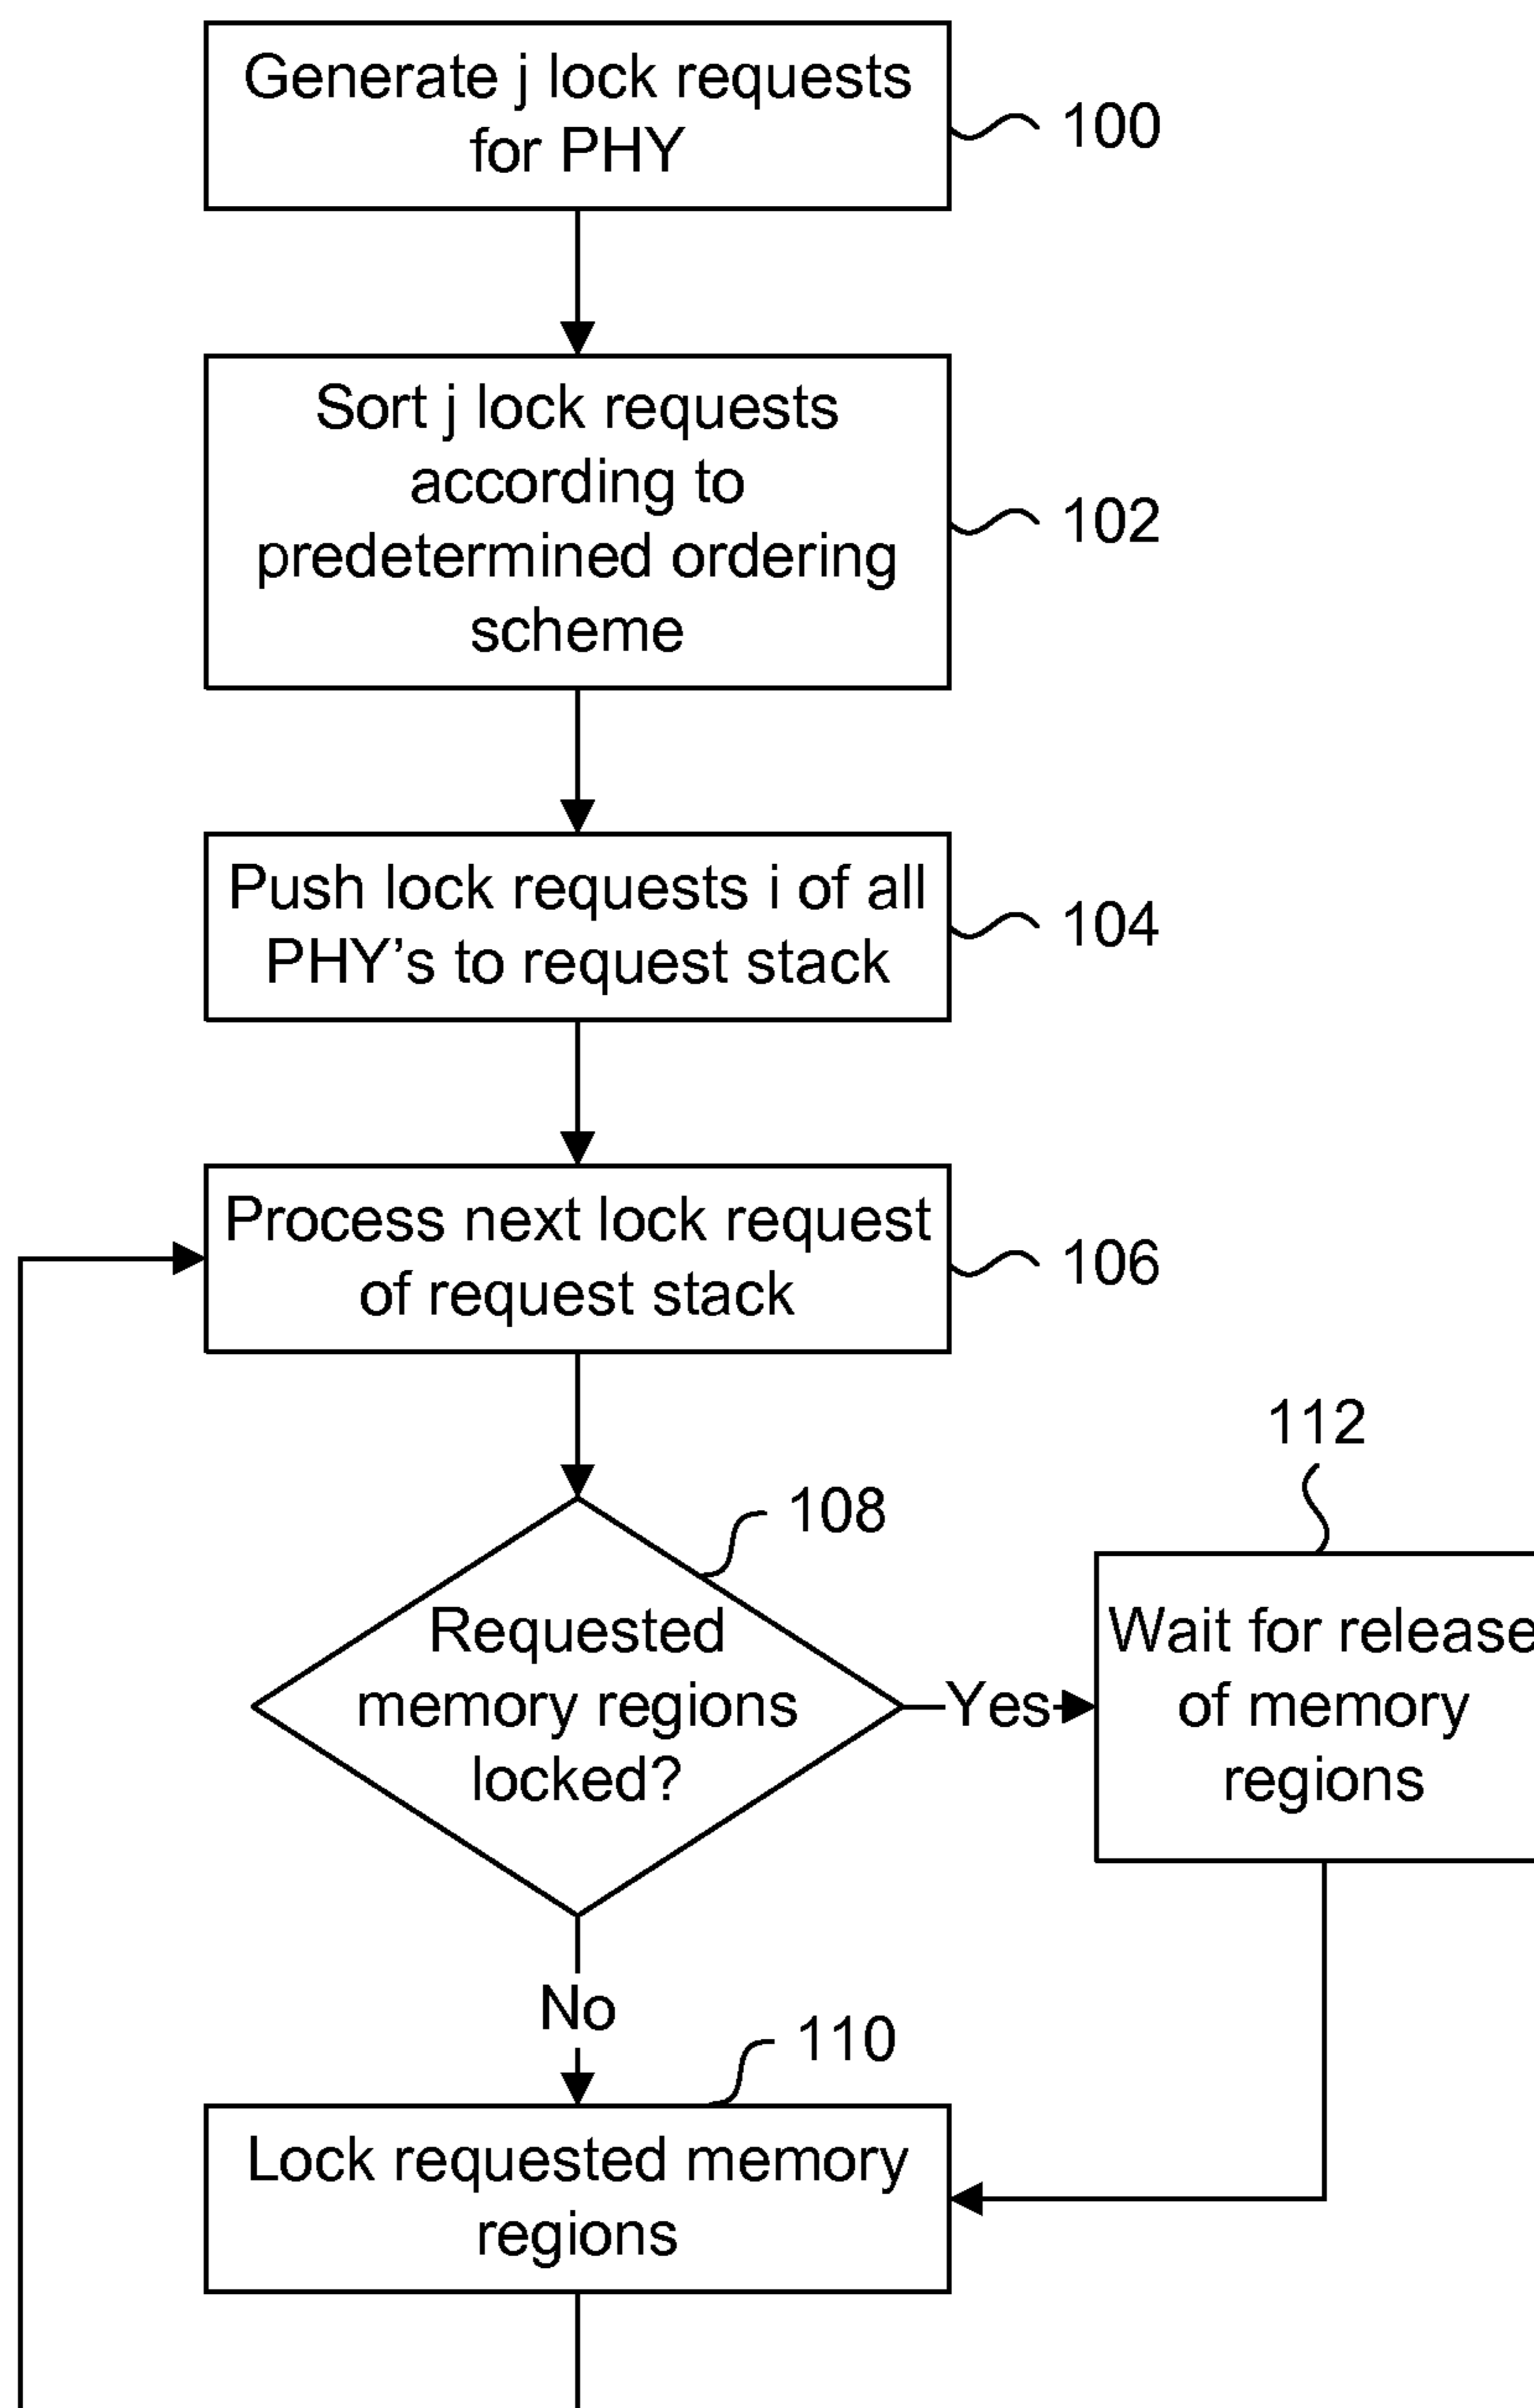 Generate j lock requests
for PHY
100
Sort j lock requests
according to
predetermined ordering
scheme
102
Push lock requests i of all
PHY's to request stack
104
Process next lock request
of request stack
106
108
Requested
memory regions
locked?
Yes
112
Wait for release
of memory
regions
No
110
Lock requested memory
regions